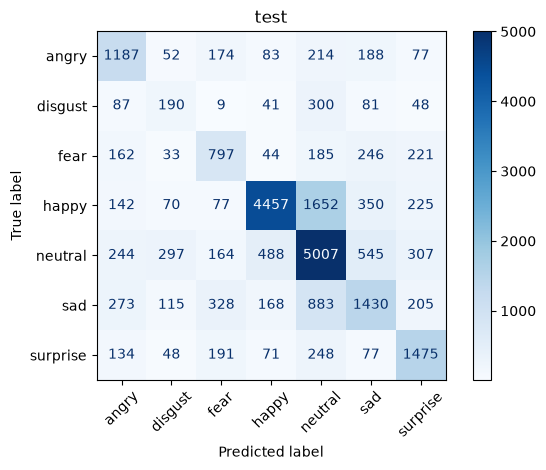 test
True label
angry 1187 52 174 83 214 188 77
disgust 87 190 9 41 300 81 48
fear 162 33 797 44 185 246 221
happy 142 70 77 4457 1652 350 225
neutral 244 297 164 488 5007 545 307
sad 273 115 328 168 883 1430 205
surprise 134 48 191 71 248 77 1475
angry disgust fear happy neutral sad surprise
Predicted label
5000
4000
3000
2000
1000